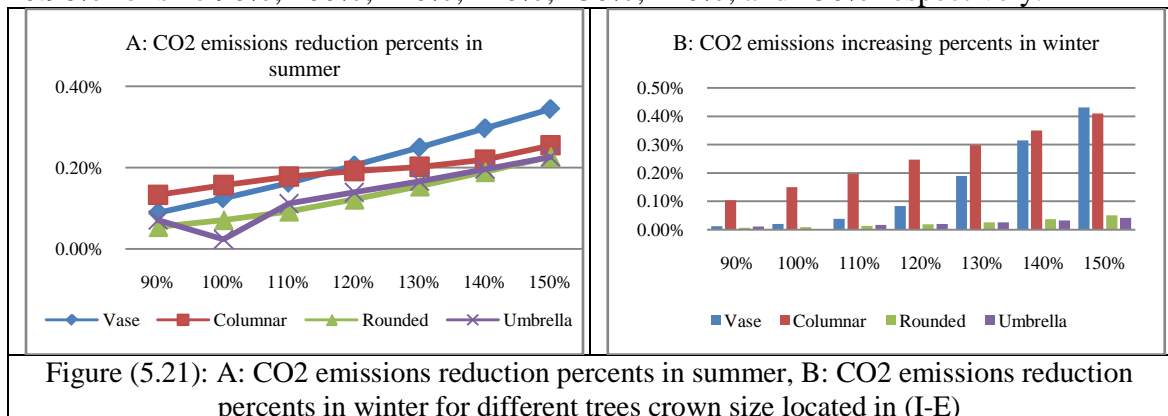 A: CO2 emissions reduction percents in
summer
0.40%
0.20%
0.00%
90% 100% 110% 120% 130% 140% 150%
Vase Columnar Rounded Umbrella
B: CO2 emissions increasing percents in winter
0.50%
0.40%
0.30%
0.20%
0.10%
0.00%
90% 100% 110% 120% 130% 140% 150%
Vase Columnar Rounded Umbrella
Figure (5.21): A: CO2 emissions reduction percents in summer, B: CO2 emissions reduction
percents in winter for different trees crown size located in (I-E)